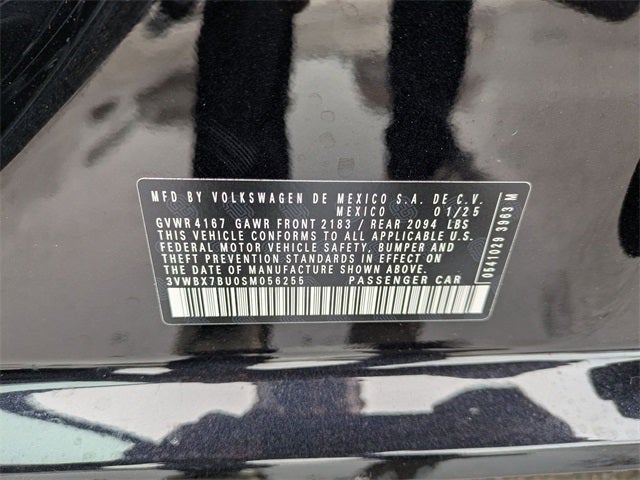 MFD BY VOLKSWAGEN DE MEXICO S.A. DE C.V.
MEXICO 01/25
GVWR 4167 GAWR FRONT 2183 / REAR 2094 LBS
THIS VEHICLE CONFORMS TO ALL APPLICABLE U.S.
FEDERAL MOTOR VEHICLE SAFETY, BUMPER AND
THEFT PREVENTION STANDARDS IN EFFECT ON
THE DATE OF MANUFACTURE SHOWN ABOVE.
3VWBX7BU0SM056255 PASSENGER CAR
0541029 3963 M